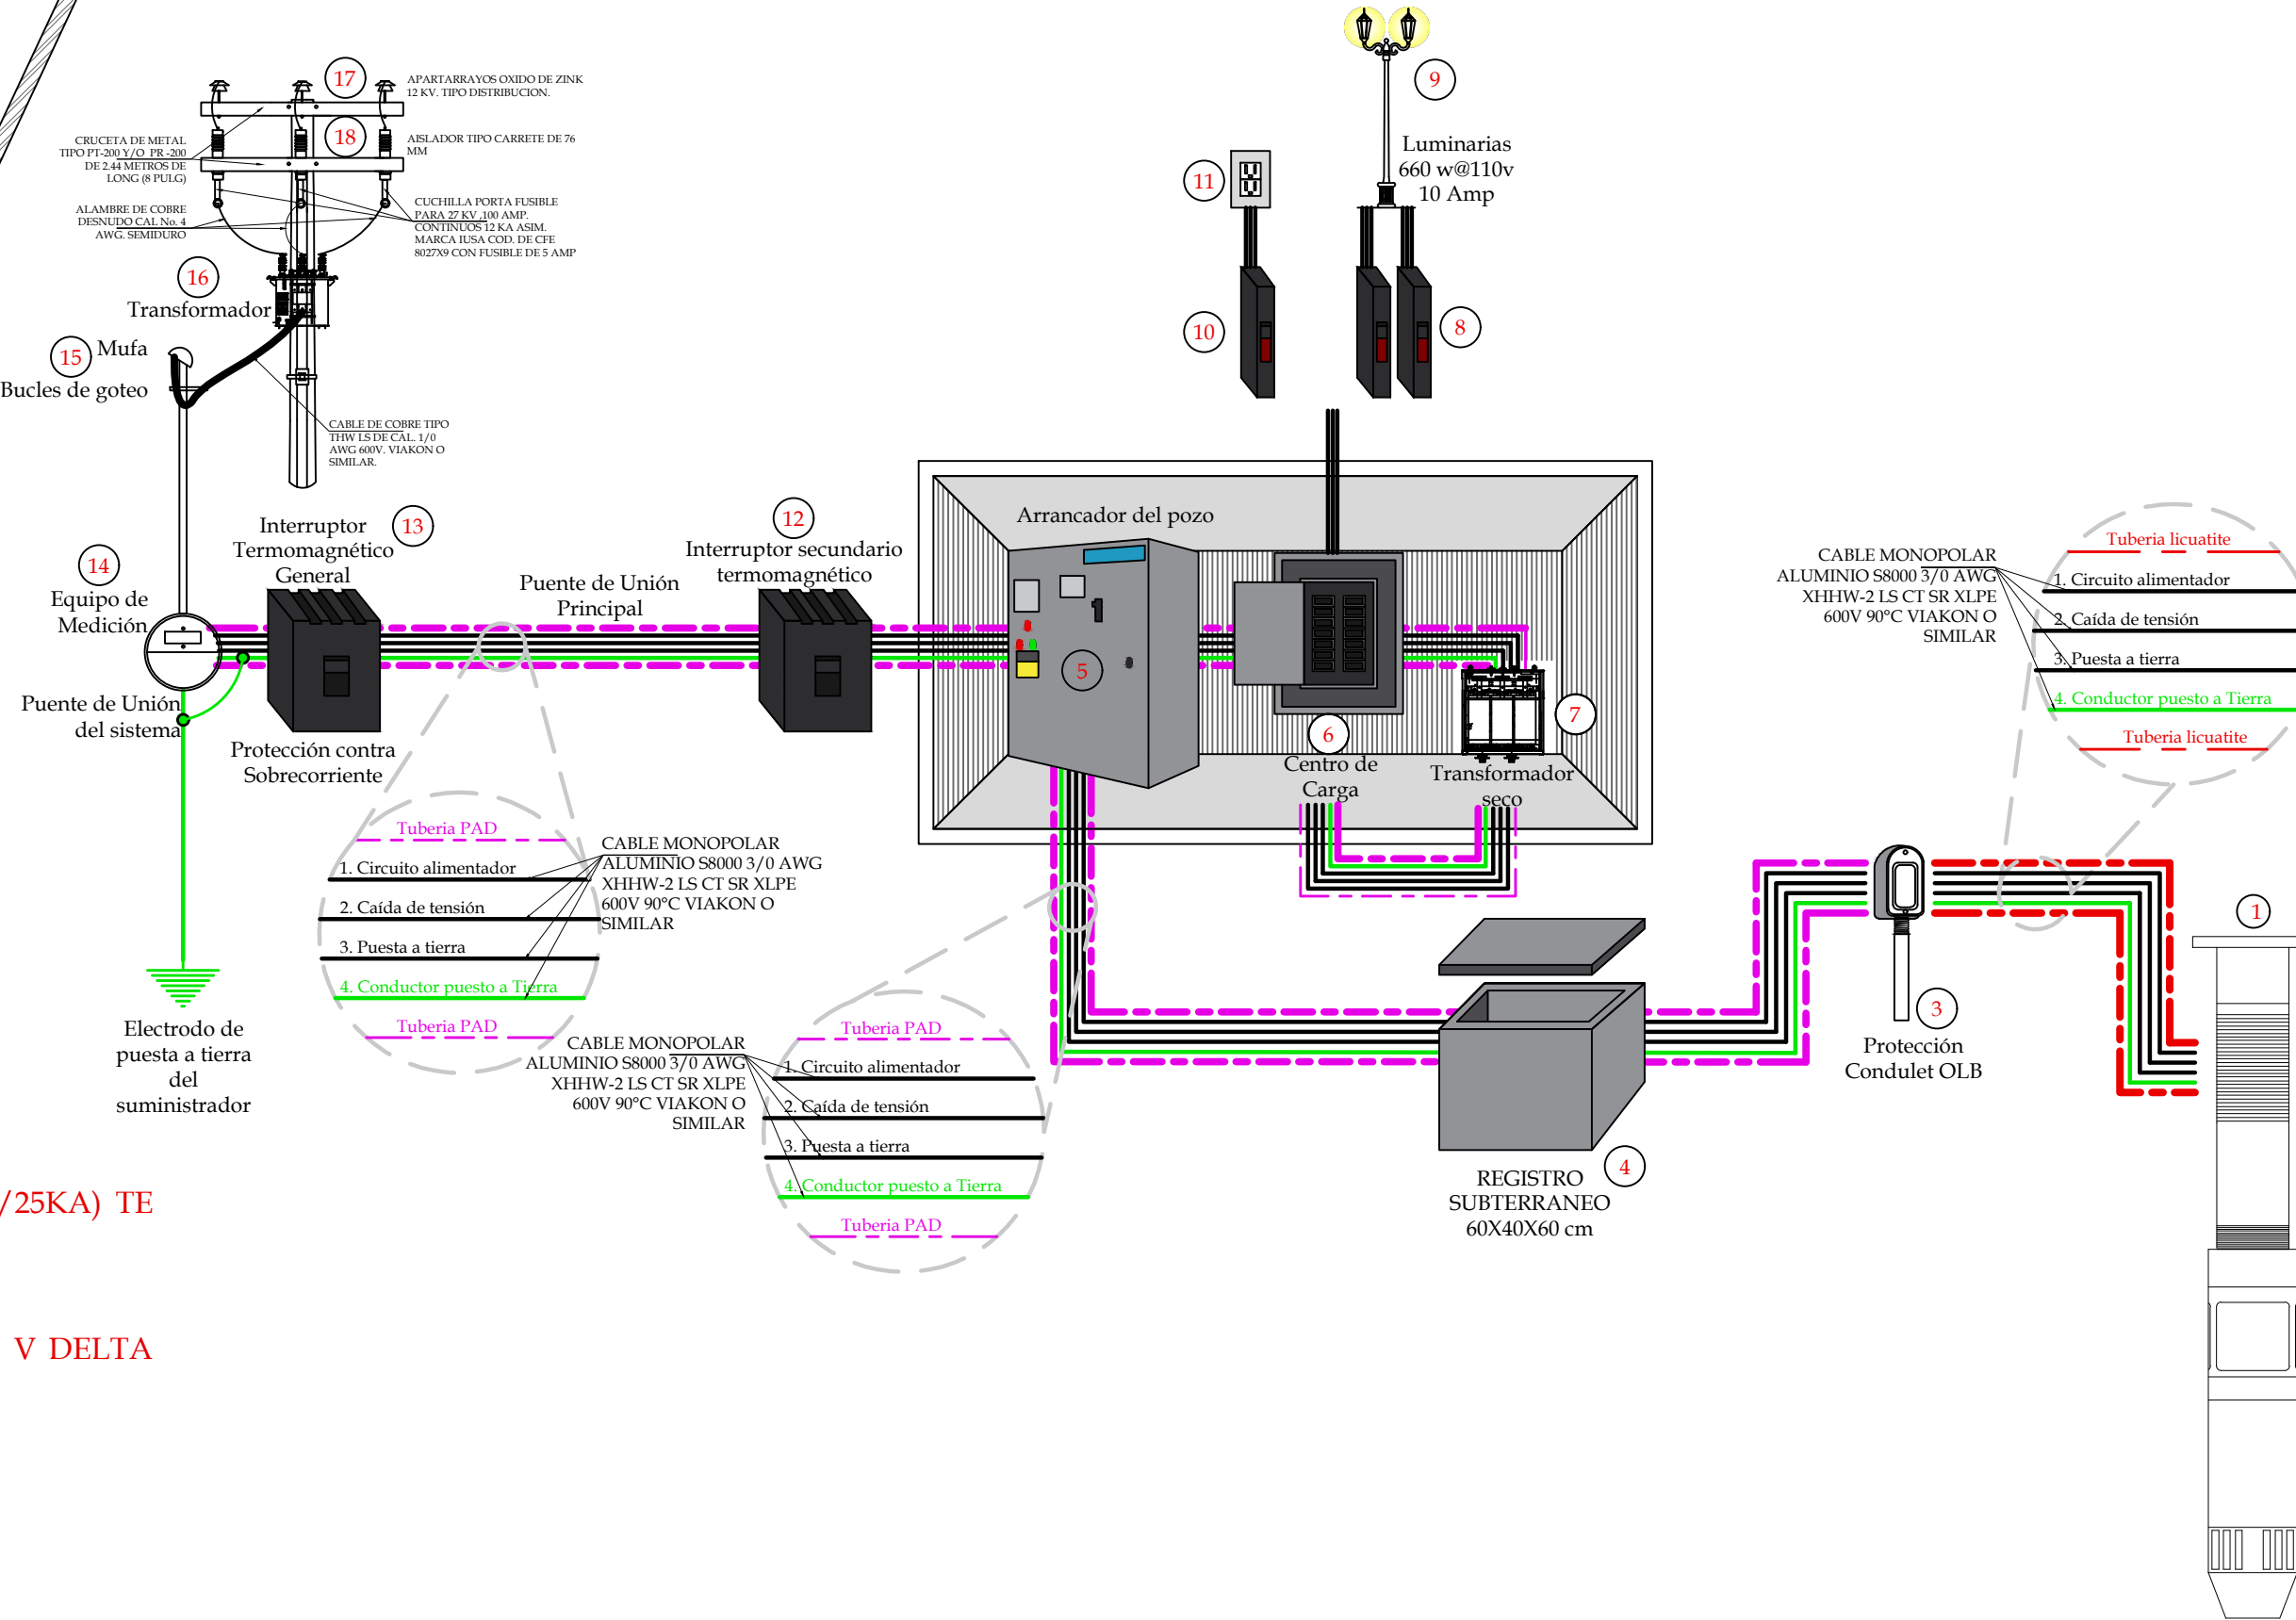 17
APARTARRAYOS OXIDO DE ZINK
12 KV. TIPO DISTRIBUCION.
18
AISLADOR TIPO CARRETE DE 76
MM
CRUCETA DE METAL
TIPO PT-200 Y/O PR -200
DE 2.44 METROS DE
LONG (8 PULG)
ALAMBRE DE COBRE
DESNUDO CAL No. 4
AWG. SEMIDURO
CUCHILLA PORTA FUSIBLE
PARA 27 KV ,100 AMP.
CONTINUOS 12 KA ASIM.
MARCA IUSA COD. DE CFE
8027X9 CON FUSIBLE DE 5 AMP
16
Transformador
15
Mufa
Bucles de goteo
CABLE DE COBRE TIPO
THW LS DE CAL. 1/0
AWG 600V. VIAKON O
SIMILAR.
9
Luminarias
660 w@110v
10 Amp
11
10
8
13
Interruptor
Termomagnético
General
14
Equipo de
Medición
Puente de Unión
Principal
12
Interruptor secundario
termomagnético
Arrancador del pozo
5
6
Centro de
Carga
7
Transformador
seco
Puente de Unión
del sistema
Protección contra
Sobrecorriente
Electrodo de
puesta a tierra
del
suministrador
Tuberia PAD
1. Circuito alimentador
2. Caída de tensión
3. Puesta a tierra
4. Conductor puesto a Tierra
Tuberia PAD
CABLE MONOPOLAR
ALUMINIO S8000 3/0 AWG
XHHW-2 LS CT SR XLPE
600V 90°C VIAKON O
SIMILAR
CABLE MONOPOLAR
ALUMINIO S8000 3/0 AWG
XHHW-2 LS CT SR XLPE
600V 90°C VIAKON O
SIMILAR
Tuberia PAD
1. Circuito alimentador
2. Caída de tensión
3. Puesta a tierra
4. Conductor puesto a Tierra
Tuberia PAD
CABLE MONOPOLAR
ALUMINIO S8000 3/0 AWG
XHHW-2 LS CT SR XLPE
600V 90°C VIAKON O
SIMILAR
Tuberia licuatite
1. Circuito alimentador
2. Caída de tensión
3. Puesta a tierra
4. Conductor puesto a Tierra
Tuberia licuatite
1
3
Protección
Condulet OLB
4
REGISTRO
SUBTERRANEO
60X40X60 cm
/25KA) TE
V DELTA